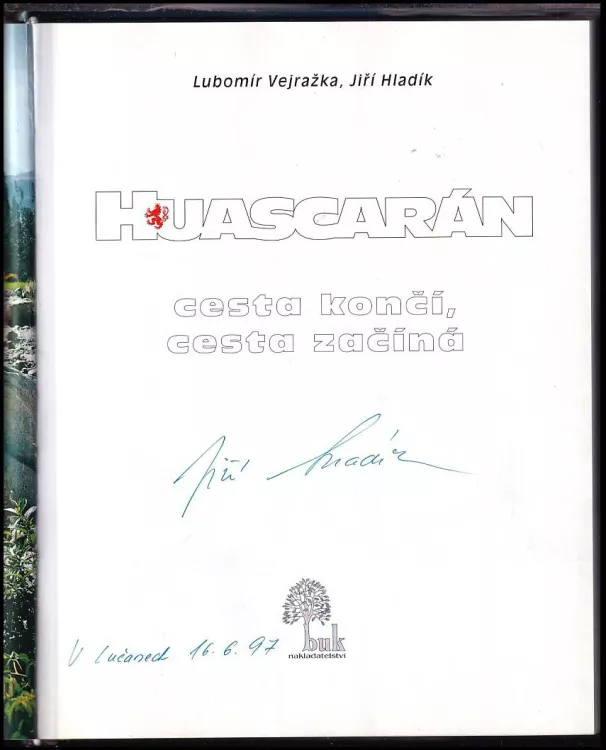 Lubomír Vejražka, Jiří Hladík
HUASCARÁN
cesta končí,
cesta začíná
Jiří Hladík
buk
nakladatelství
V Lučanech 16.6.97